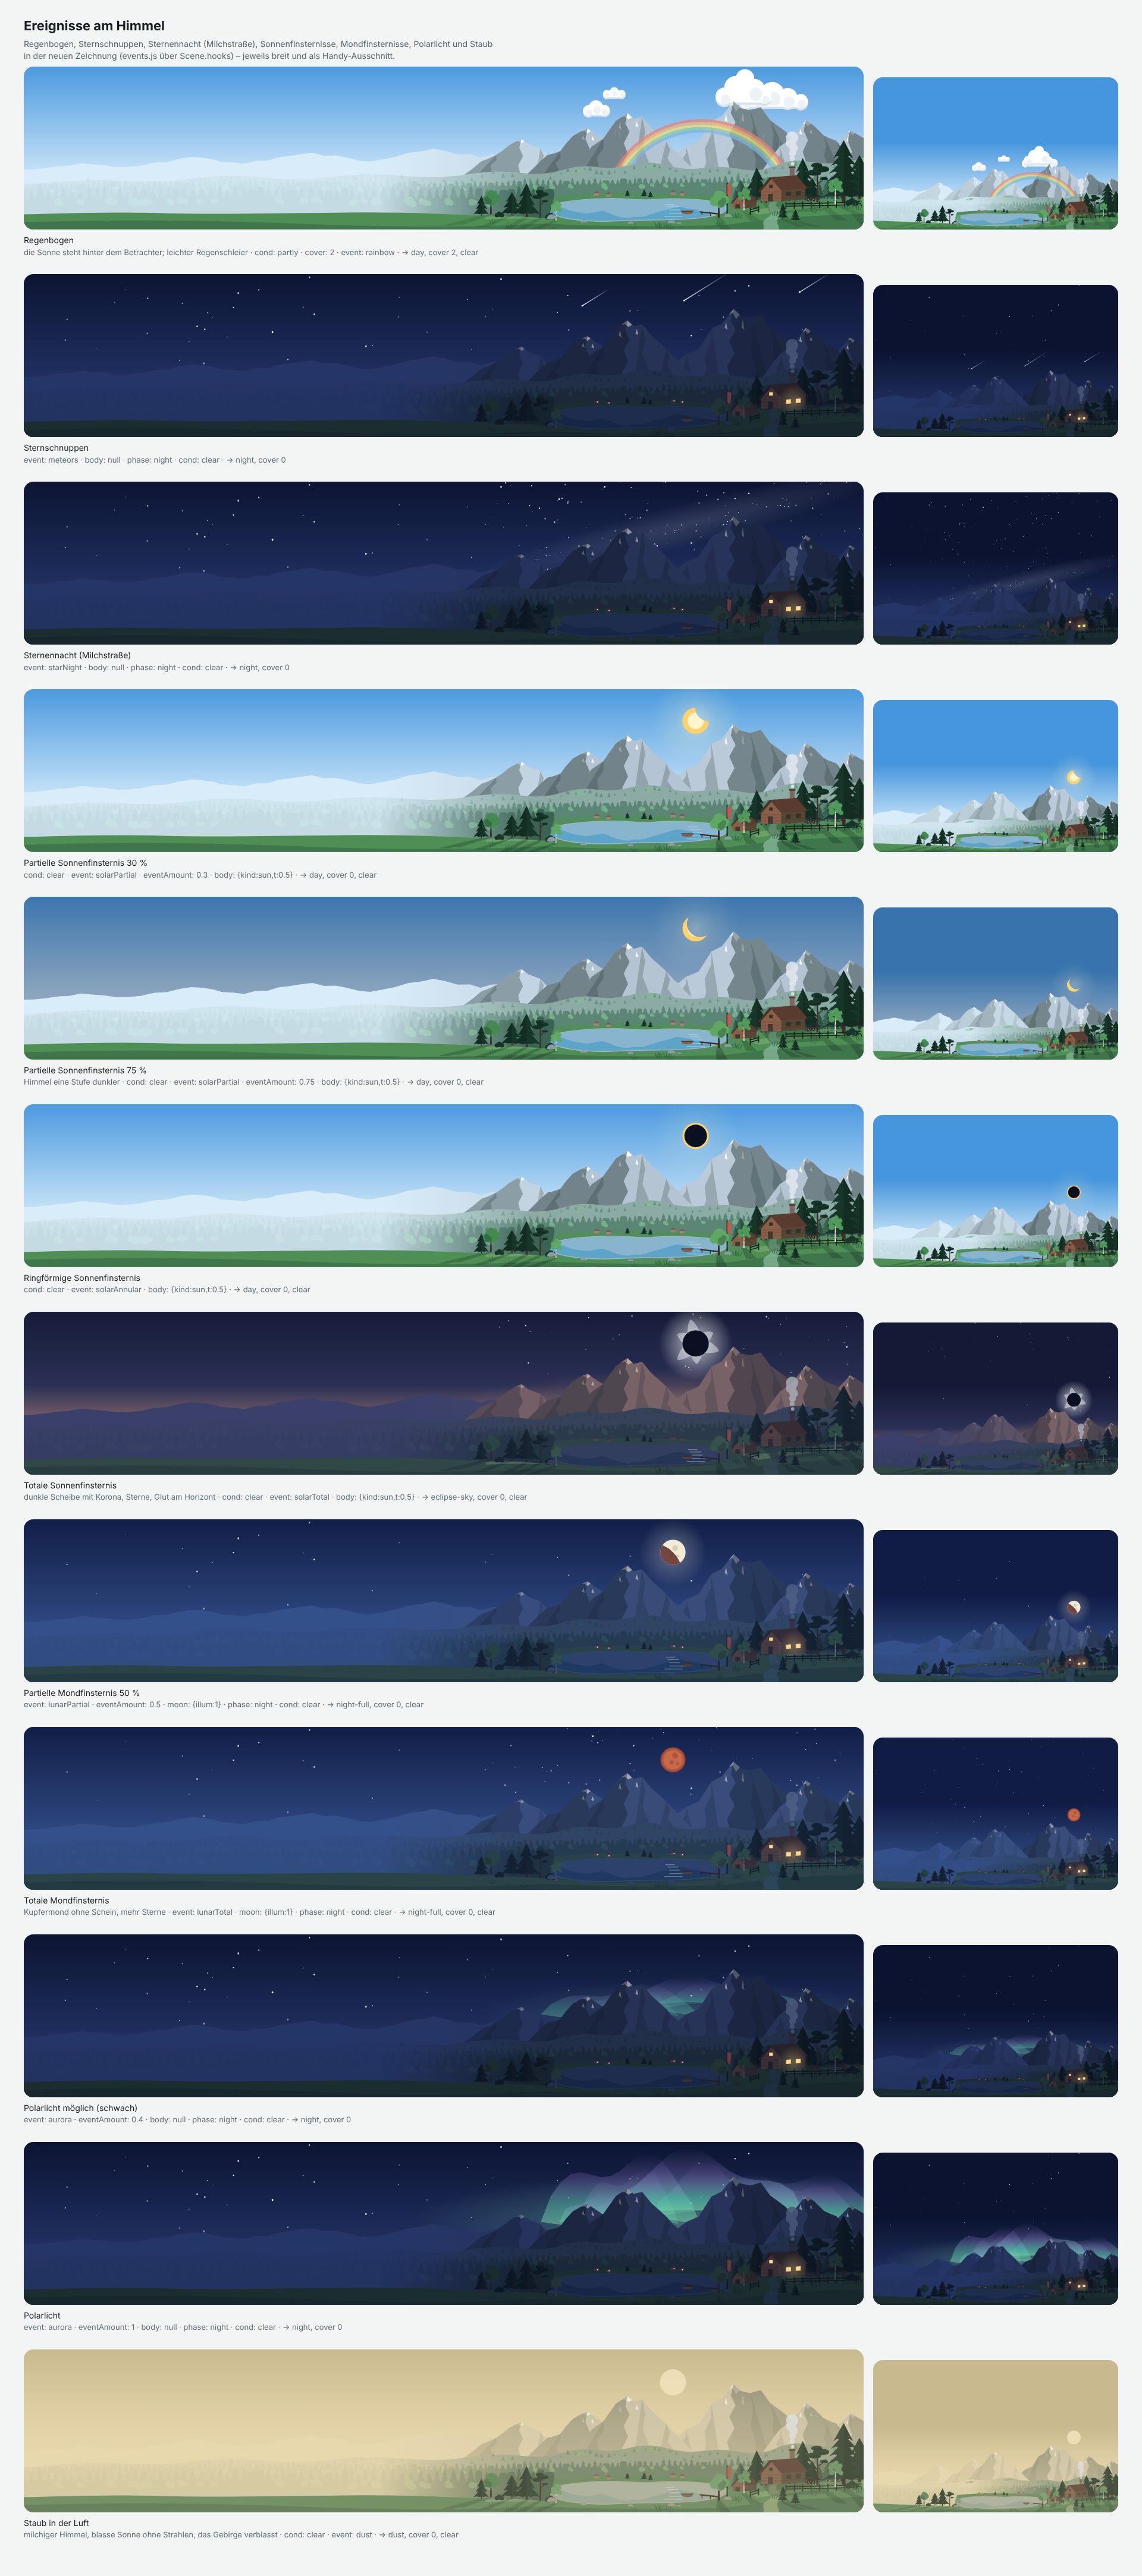 Ereignisse am Himmel
Regenbogen, Sternschnuppen, Sternennacht (Milchstraße), Sonnenfinsternisse, Mondfinsternisse, Polarlicht und Staub
in der neuen Zeichnung (events.js über Scene.hooks) – jeweils breit und als Handy-Ausschnitt.
Regenbogen
die Sonne steht hinter dem Betrachter; leichter Regenschleier · cond: partly · cover: 2 · event: rainbow · → day, cover 2, clear
Sternschnuppen
event: meteors · body: null · phase: night · cond: clear · → night, cover 0
Sternennacht (Milchstraße)
event: starNight · body: null · phase: night · cond: clear · → night, cover 0
Partielle Sonnenfinsternis 30 %
cond: clear · event: solarPartial · eventAmount: 0.3 · body: {kind:sun,t:0.5} · → day, cover 0, clear
Partielle Sonnenfinsternis 75 %
Himmel eine Stufe dunkler · cond: clear · event: solarPartial · eventAmount: 0.75 · body: {kind:sun,t:0.5} · → day, cover 0, clear
Ringförmige Sonnenfinsternis
cond: clear · event: solarAnnular · body: {kind:sun,t:0.5} · → day, cover 0, clear
Totale Sonnenfinsternis
dunkle Scheibe mit Korona, Sterne, Glut am Horizont · cond: clear · event: solarTotal · body: {kind:sun,t:0.5} · → eclipse-sky, cover 0, clear
Partielle Mondfinsternis 50 %
event: lunarPartial · eventAmount: 0.5 · moon: {illum:1} · phase: night · cond: clear · → night-full, cover 0, clear
Totale Mondfinsternis
Kupfermond ohne Schein, mehr Sterne · event: lunarTotal · moon: {illum:1} · phase: night · cond: clear · → night-full, cover 0, clear
Polarlicht möglich (schwach)
event: aurora · eventAmount: 0.4 · body: null · phase: night · cond: clear · → night, cover 0
Polarlicht
event: aurora · eventAmount: 1 · body: null · phase: night · cond: clear · → night, cover 0
Staub in der Luft
milchiger Himmel, blasse Sonne ohne Strahlen, das Gebirge verblasst · cond: clear · event: dust · → dust, cover 0, clear